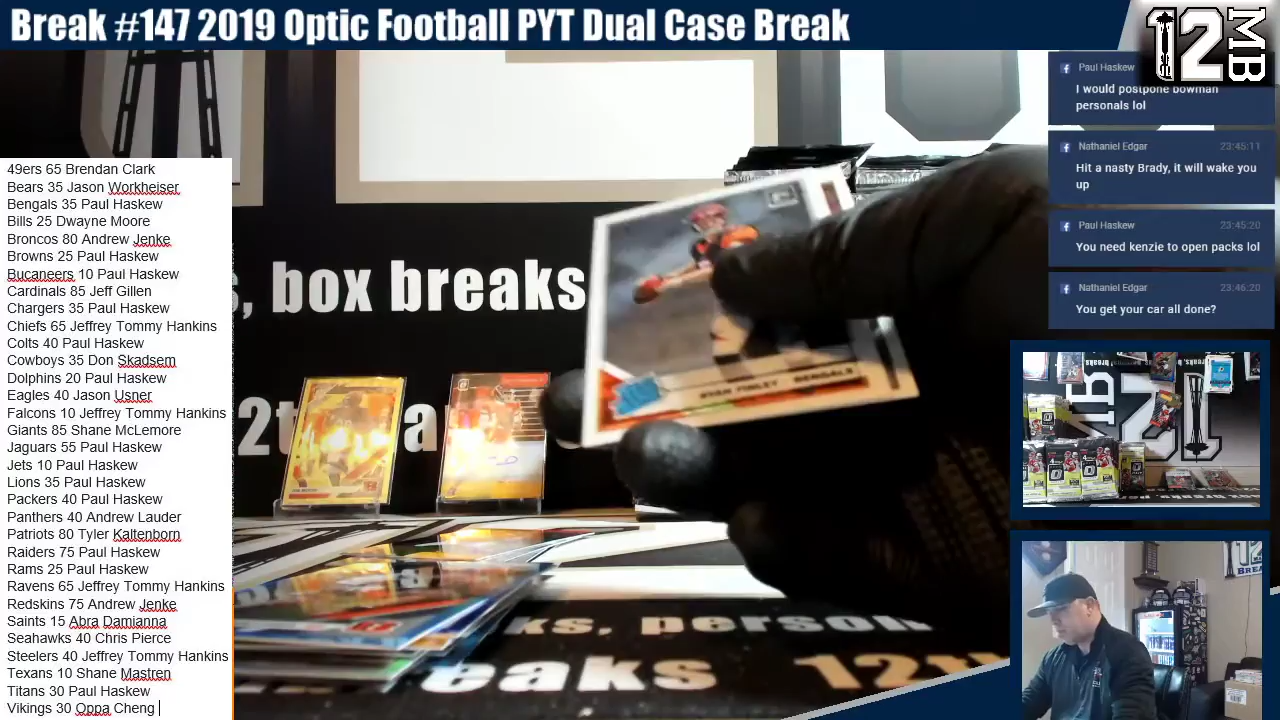 Break #147 2019 Optic Football PYT Dual Case Break
12 MB
Paul Haskew
I would postpone bowman
personals lol
Nathaniel Edgar 23:45:11
Hit a nasty Brady, it will wake you
up
Paul Haskew 23:45:20
You need kenzie to open packs lol
Nathaniel Edgar 23:46:20
You get your car all done?
49ers 65 Brendan Clark
Bears 35 Jason Workheiser
Bengals 35 Paul Haskew
Bills 25 Dwayne Moore
Broncos 80 Andrew Jenke
Browns 25 Paul Haskew
Bucaneers 10 Paul Haskew
Cardinals 85 Jeff Gillen
Chargers 35 Paul Haskew
Chiefs 65 Jeffrey Tommy Hankins
Colts 40 Paul Haskew
Cowboys 35 Don Skadsem
Dolphins 20 Paul Haskew
Eagles 40 Jason Usner
Falcons 10 Jeffrey Tommy Hankins
Giants 85 Shane McLemore
Jaguars 55 Paul Haskew
Jets 10 Paul Haskew
Lions 35 Paul Haskew
Packers 40 Paul Haskew
Panthers 40 Andrew Lauder
Patriots 80 Tyler Kaltenborn
Raiders 75 Paul Haskew
Rams 25 Paul Haskew
Ravens 65 Jeffrey Tommy Hankins
Redskins 75 Andrew Jenke
Saints 15 Abra Damianna
Seahawks 40 Chris Pierce
Steelers 40 Jeffrey Tommy Hankins
Texans 10 Shane Mastren
Titans 30 Paul Haskew
Vikings 30 Oppa Cheng
s, box breaks
12t a
RYAN FINLEY BENGALS
ks, person
eaks 12t